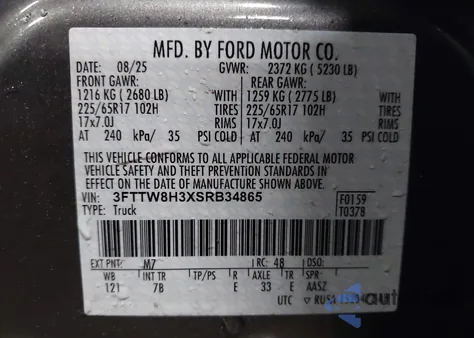 MFD. BY FORD MOTOR CO.
DATE: 08/25 GVWR: 2372 KG ( 5230 LB)
FRONT GAWR: REAR GAWR:
1216 KG ( 2680 LB) WITH 1259 KG ( 2775 LB) WITH
225/65R17 102H TIRES 225/65R17 102H TIRES
17x7.0J RIMS 17x7.0J RIMS
AT 240 kPa/ 35 PSI COLD AT 240 kPa/ 35 PSI COLD
THIS VEHICLE CONFORMS TO ALL APPLICABLE FEDERAL MOTOR
VEHICLE SAFETY AND THEFT PREVENTION STANDARDS IN
EFFECT ON THE DATE OF MANUFACTURE SHOWN ABOVE.
VIN: 3FTTW8H3XSRB34865 F0159
TYPE: Truck T0378
EXT PNT: M7 RC: 48 DSO:
WB INT TR TP/PS R AXLE TR SPR
121 7B E 33 E AASZ
UTC